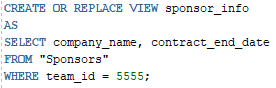 CREATE OR REPLACE VIEW sponsor_info
AS
SELECT company_name, contract_end_date
FROM "Sponsors"
WHERE team_id = 5555;